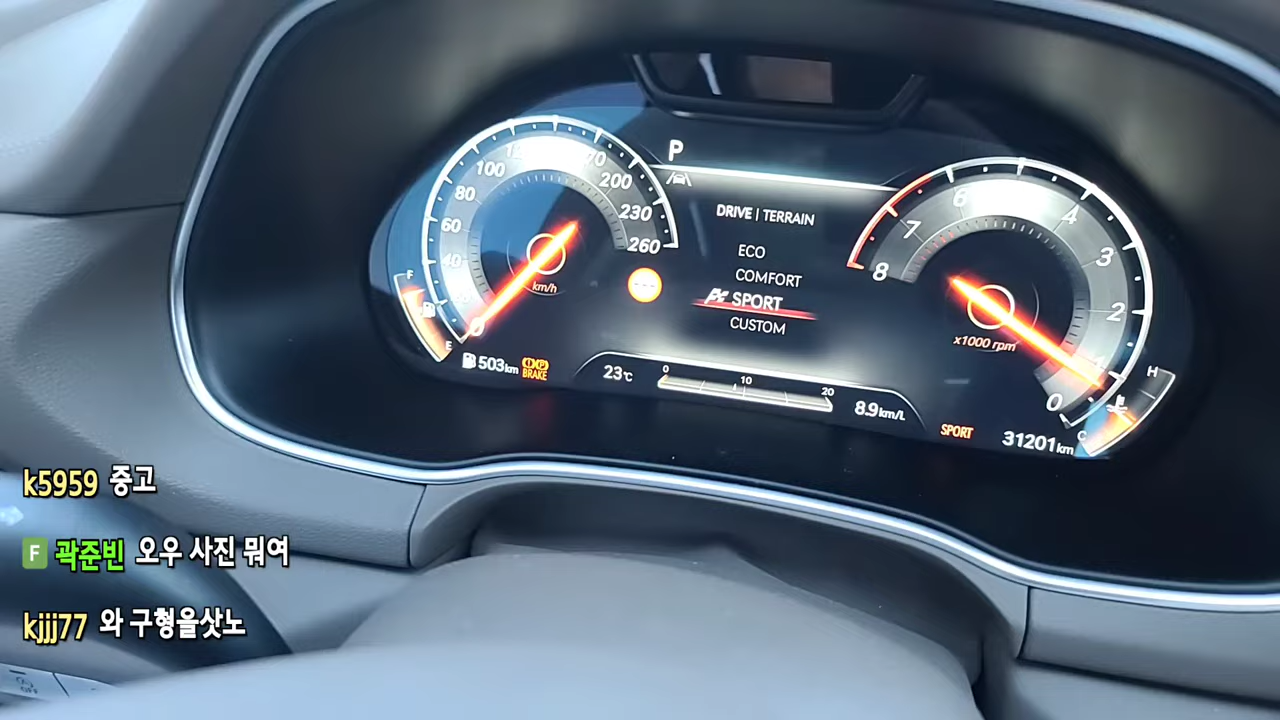 P
DRIVE | TERRAIN
ECO
COMFORT
SPORT
CUSTOM
40
60
80
100
200
230
260
km/h
0
F
E
503km
BRAKE
23℃
0 10 20
8.9km/L
SPORT
31201km
8
7
6
4
3
2
1
0
x1000 rpm
H
C
k5959 중고
F 곽준빈 오우 사진 뭐여
kjjj77 와 구형을샀노